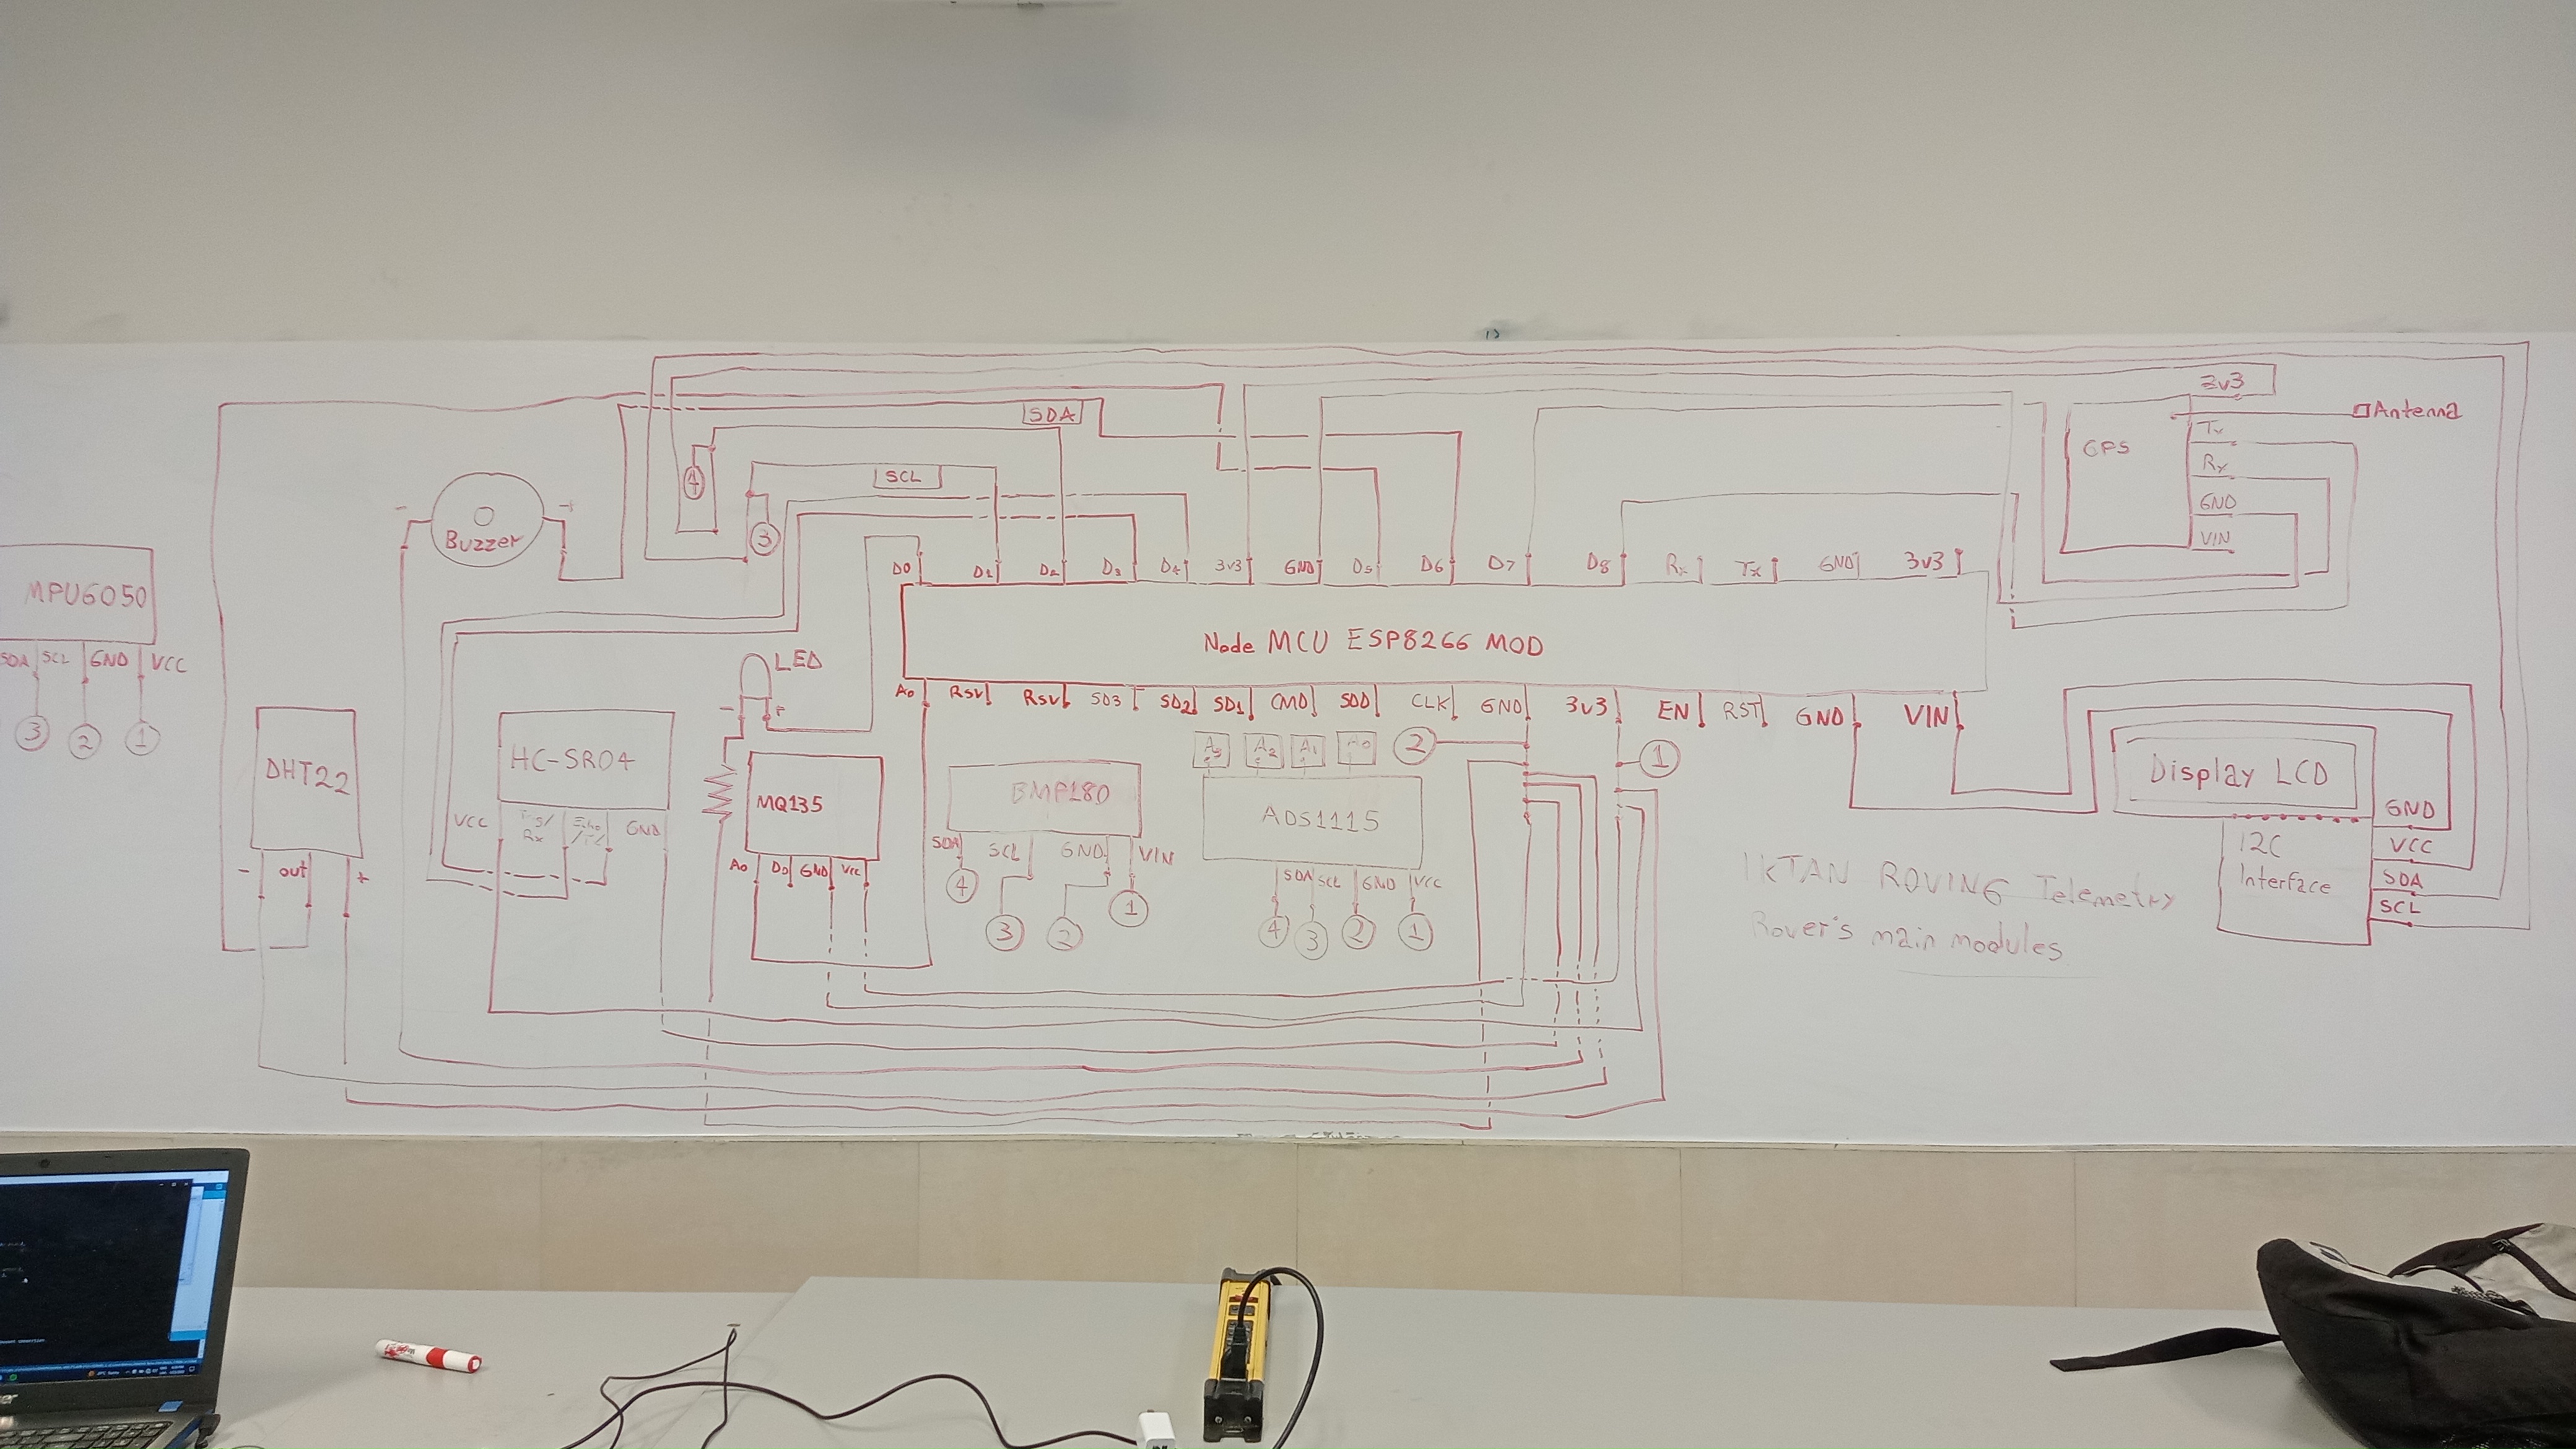 3v3
Antenna
GPS
Tx
Rx
GND
VIN
SDA
SCL
4
3
- +
Buzzer
D0 D1 D2 D3 D4 3v3 GND D5 D6 D7 D8 Rx Tx GND 3v3
Node MCU ESP8266 MOD
A0 RSV RSV SD3 SD2 SD1 CMD SDD CLK GND 3v3 EN RST GND VIN
MPU6050
SDA SCL GND VCC
3 2 1
LED
- +
DHT22
- out +
HC-SR04
VCC Trig/Rx GND
MQ135
A0 D0 GND Vcc
BMP180
SDA SCL GND VIN
4 3 2 1
A3 A2 A1 A0
2
1
ADS1115
SDA SCL GND VCC
4 3 2 1
Display LCD
I2C
Interface
GND
VCC
SDA
SCL
IKTAN ROVING Telemetry
Rover's main modules
acer